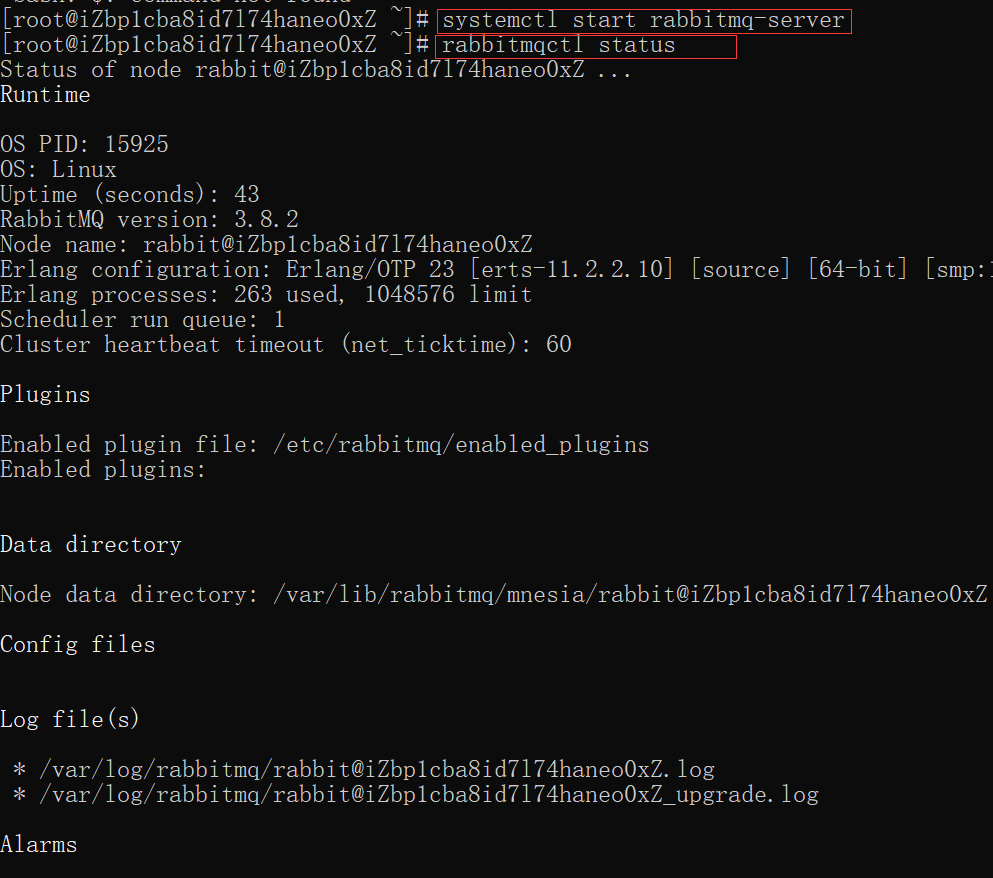 [root@iZbp1cba8id7l74haneo0xZ ~]# systemctl start rabbitmq-server
[root@iZbp1cba8id7l74haneo0xZ ~]# rabbitmqctl status
Status of node rabbit@iZbp1cba8id7l74haneo0xZ ...
Runtime
OS PID: 15925
OS: Linux
Uptime (seconds): 43
RabbitMQ version: 3.8.2
Node name: rabbit@iZbp1cba8id7l74haneo0xZ
Erlang configuration: Erlang/OTP 23 [erts-11.2.2.10] [source] [64-bit] [smp:
Erlang processes: 263 used, 1048576 limit
Scheduler run queue: 1
Cluster heartbeat timeout (net_ticktime): 60
Plugins
Enabled plugin file: /etc/rabbitmq/enabled_plugins
Enabled plugins:
Data directory
Node data directory: /var/lib/rabbitmq/mnesia/rabbit@iZbp1cba8id7l74haneo0xZ
Config files
Log file(s)
* /var/log/rabbitmq/rabbit@iZbp1cba8id7l74haneo0xZ.log
* /var/log/rabbitmq/rabbit@iZbp1cba8id7l74haneo0xZ_upgrade.log
Alarms